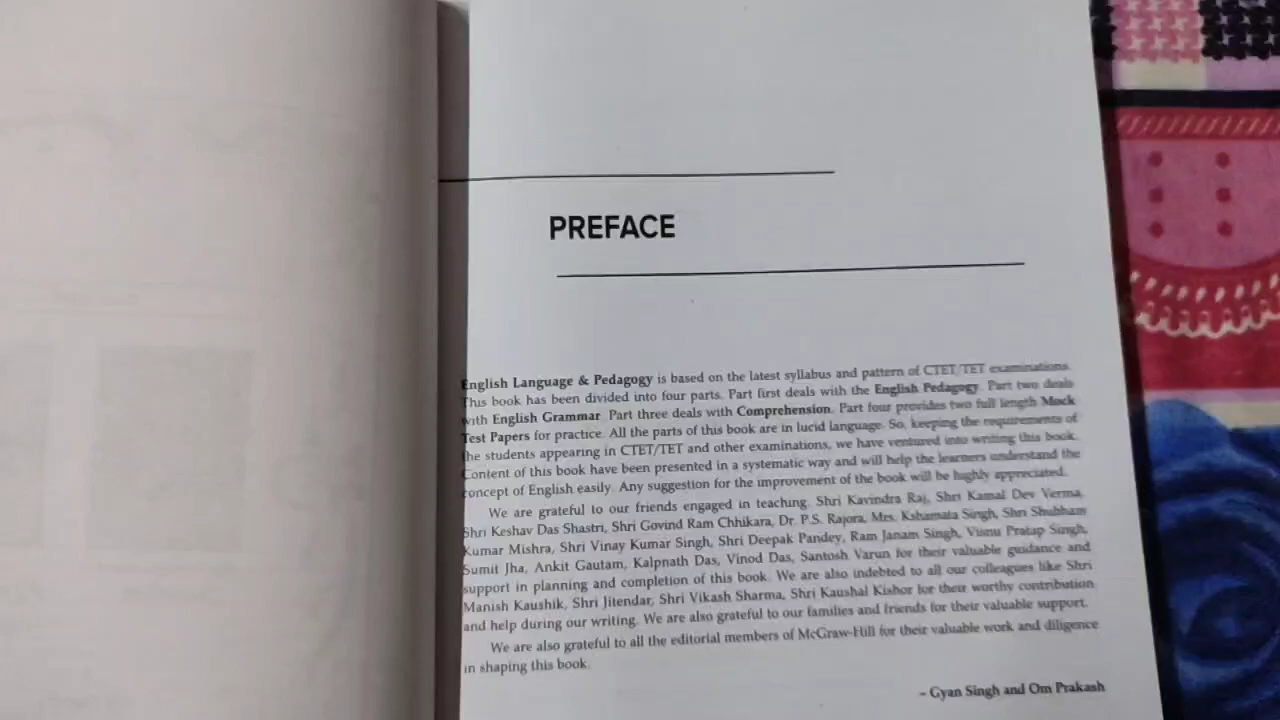 PREFACE
English Language & Pedagogy is based on the latest syllabus and pattern of CTET/TET examinations.
This book has been divided into four parts. Part first deals with the English Pedagogy. Part two deals
with English Grammar. Part three deals with Comprehension. Part four provides two full length Mock
Test Papers for practice. All the parts of this book are in lucid language. So, keeping the requirements of
the students appearing in CTET/TET and other examinations, we have ventured into writing this book.
Content of this book have been presented in a systematic way and will help the learners understand the
concept of English easily. Any suggestion for the improvement of the book will be highly appreciated.
We are grateful to our friends engaged in teaching. Shri Kavindra Raj, Shri Kamal Dev Verma,
Shri Keshav Das Shastri, Shri Govind Ram Chhikara, Dr. P.S. Rajora, Mrs. Kshamata Singh, Shri Shubham
Kumar Mishra, Shri Vinay Kumar Singh, Shri Deepak Pandey, Ram Janam Singh, Visnu Pratap Singh,
Sumit Jha, Ankit Gautam, Kalpnath Das, Vinod Das, Santosh Varun for their valuable guidance and
support in planning and completion of this book. We are also indebted to all our colleagues like Shri
Manish Kaushik, Shri Jitendar, Shri Vikash Sharma, Shri Kaushal Kishor for their worthy contribution
and help during our writing. We are also grateful to our families and friends for their valuable support.
We are also grateful to all the editorial members of McGraw-Hill for their valuable work and diligence
in shaping this book.
– Gyan Singh and Om Prakash